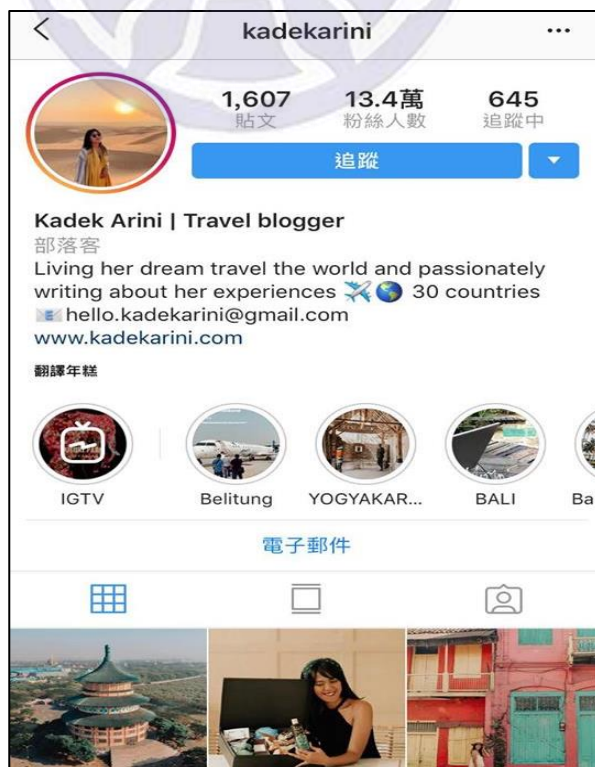 kadekarini
1,607 13.4萬 645
貼文 粉絲人數 追蹤中
追蹤
Kadek Arini | Travel blogger
部落客
Living her dream travel the world and passionately
writing about her experiences ✈️🌎 30 countries
📧hello.kadekarini@gmail.com
www.kadekarini.com
翻譯年糕
IGTV Belitung YOGYAKAR... BALI Ba
電子郵件